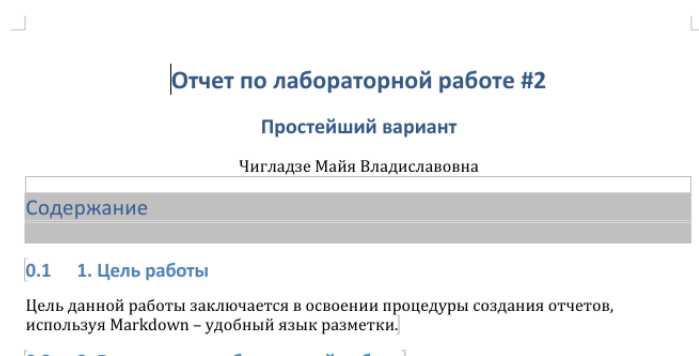 Отчет по лабораторной работе #2
Простейший вариант
Чигладзе Майя Владиславовна
Содержание
0.1 1. Цель работы
Цель данной работы заключается в освоении процедуры создания отчетов,
используя Markdown – удобный язык разметки.